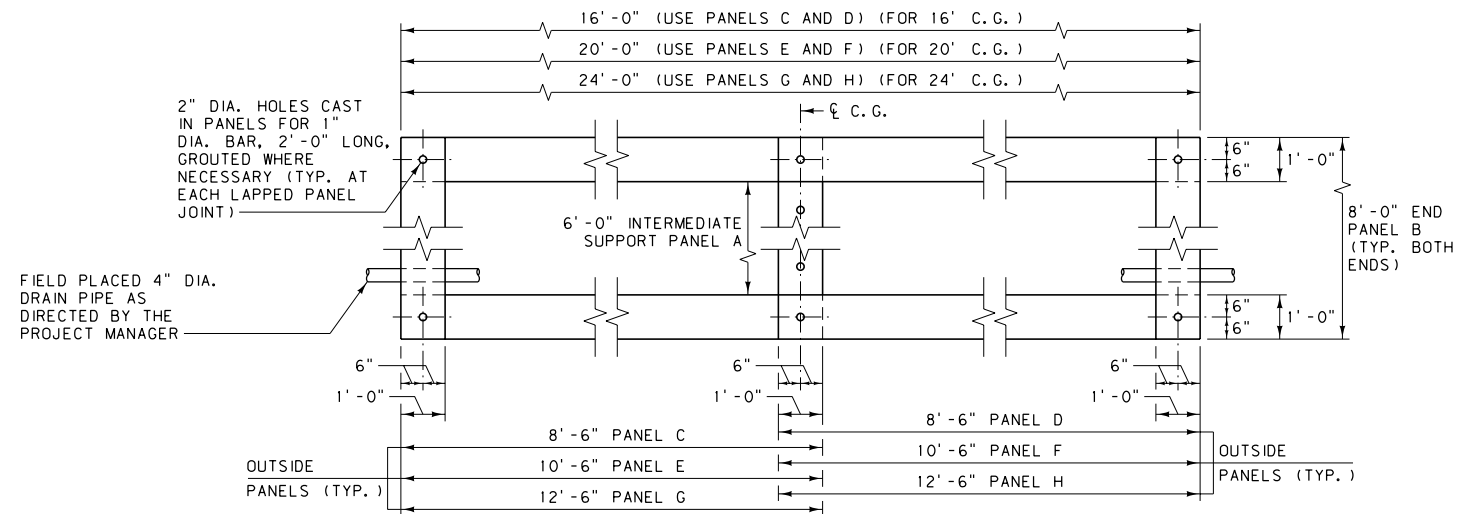 16'-0" (USE PANELS C AND D) (FOR 16' C.G.)
20'-0" (USE PANELS E AND F) (FOR 20' C.G.)
24'-0" (USE PANELS G AND H) (FOR 24' C.G.)
2" DIA. HOLES CAST
IN PANELS FOR 1"
DIA. BAR, 2'-0" LONG,
GROUTED WHERE
NECESSARY (TYP. AT
EACH LAPPED PANEL
JOINT)
℄ C.G.
6"
6"
1'-0"
6'-0" INTERMEDIATE
SUPPORT PANEL A
8'-0" END
PANEL B
(TYP. BOTH
ENDS)
FIELD PLACED 4" DIA.
DRAIN PIPE AS
DIRECTED BY THE
PROJECT MANAGER
6"
6"
1'-0"
6"
1'-0"
6"
1'-0"
6"
1'-0"
8'-6" PANEL C
10'-6" PANEL E
12'-6" PANEL G
8'-6" PANEL D
10'-6" PANEL F
12'-6" PANEL H
OUTSIDE
PANELS (TYP.)
OUTSIDE
PANELS (TYP.)